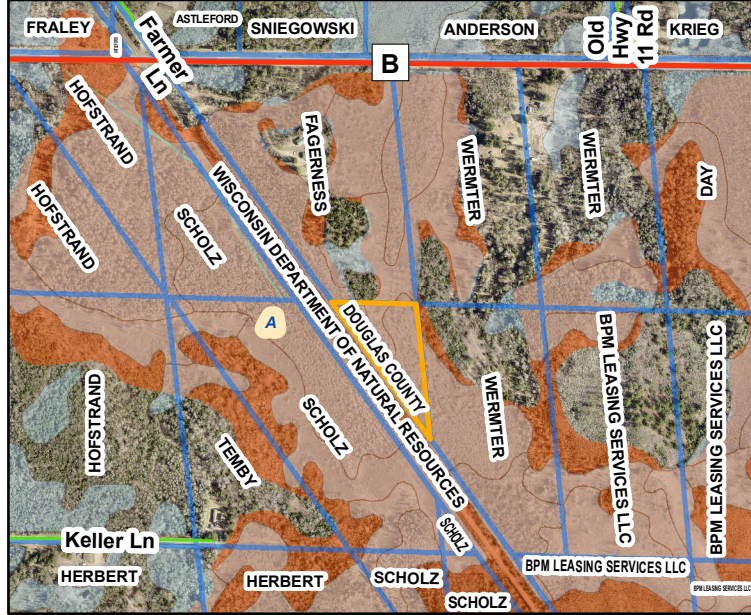 FRALEY
ASTLEFORD
SNIEGOWSKI
ANDERSON
KRIEG
Old
Hwy
11 Rd
Farmer
Ln
B
HOFSTRAND
FAGERNESS
WERMTER
WERMTER
DAY
HOFSTRAND
SCHOLZ
WISCONSIN DEPARTMENT OF NATURAL RESOURCES
DOUGLAS COUNTY
A
SCHOLZ
WERMTER
BPM LEASING SERVICES LLC
BPM LEASING SERVICES LLC
HOFSTRAND
TEMBY
SCHOLZ
Keller Ln
HERBERT
HERBERT
SCHOLZ
BPM LEASING SERVICES LLC
BPM LEASING SERVICES LLC
SCHOLZ